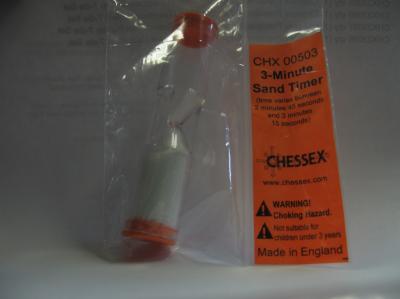 CHX 00503
3-Minute
Sand Timer
(time varies between
2 minutes 45 seconds
and 3 minutes
15 seconds)
CHESSEX
www.chessex.com
WARNING!
Choking Hazard.
Not suitable for
children under 3 years
Made in England